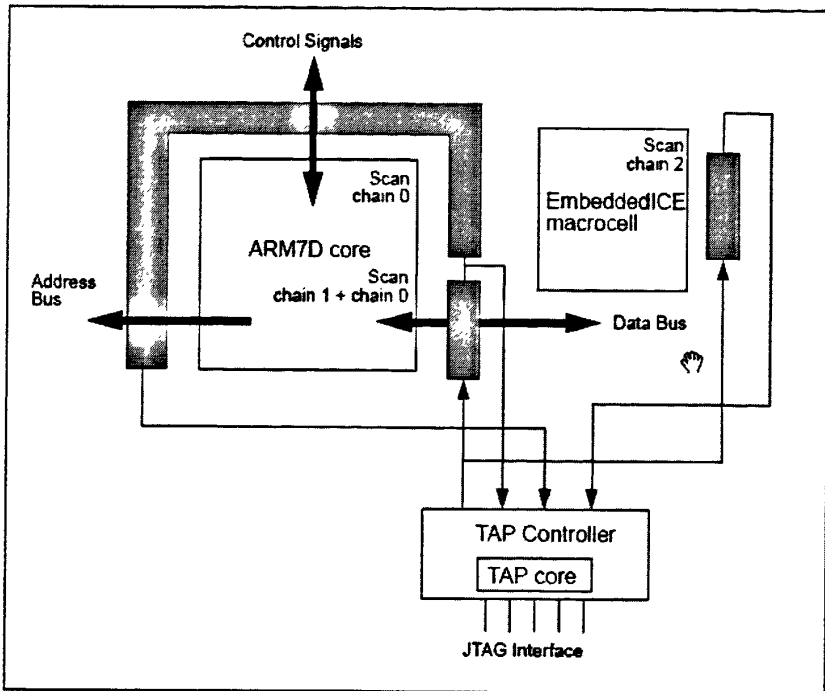 Control Signals
Scan
chain 0
ARM7D core
Scan
chain 1 + chain 0
Address
Bus
Data Bus
Scan
chain 2
EmbeddedICE
macrocell
TAP Controller
TAP core
JTAG Interface